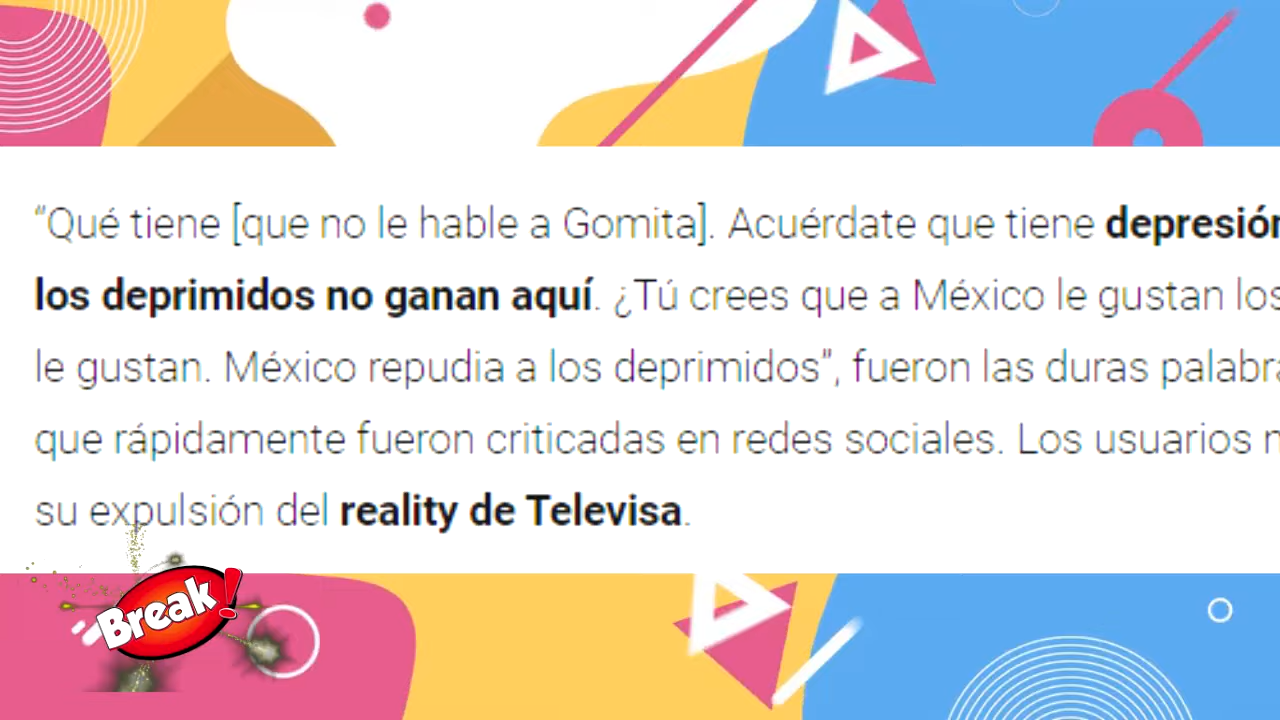 “Qué tiene [que no le hable a Gomita]. Acuérdate que tiene depresión
los deprimidos no ganan aquí. ¿Tú crees que a México le gustan los
le gustan. México repudia a los deprimidos”, fueron las duras palabra
que rápidamente fueron criticadas en redes sociales. Los usuarios
su expulsión del reality de Televisa.
Break!